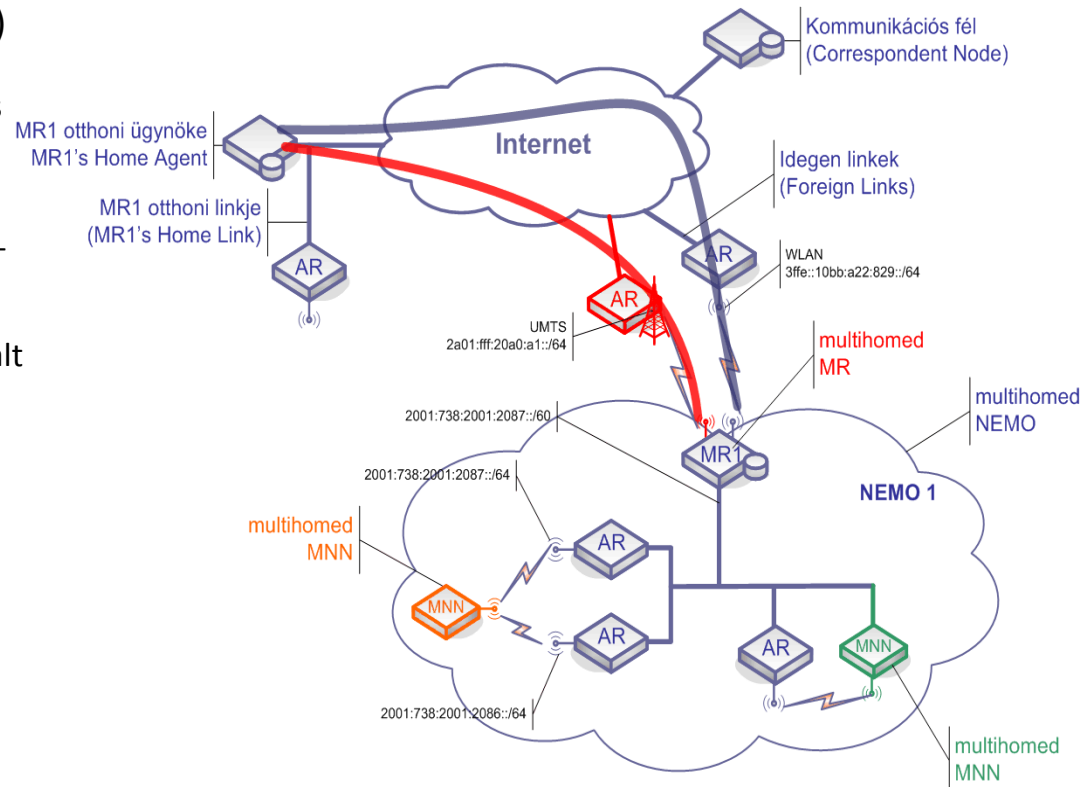 )
s
alt
Kommunikációs fél
(Correspondent Node)
MR1 otthoni ügynöke
MR1's Home Agent
Internet
Idegen linkek
(Foreign Links)
MR1 otthoni linkje
(MR1's Home Link)
AR
AR
WLAN
3ffe::10bb:a22:829::/64
AR
UMTS
2a01:fff:20a0:a1::/64
multihomed
MR
2001:738:2001:2087::/60
multihomed
NEMO
MR1
2001:738:2001:2087::/64
NEMO 1
multihomed
MNN
AR
MNN
AR
AR
MNN
2001:738:2001:2086::/64
multihomed
MNN